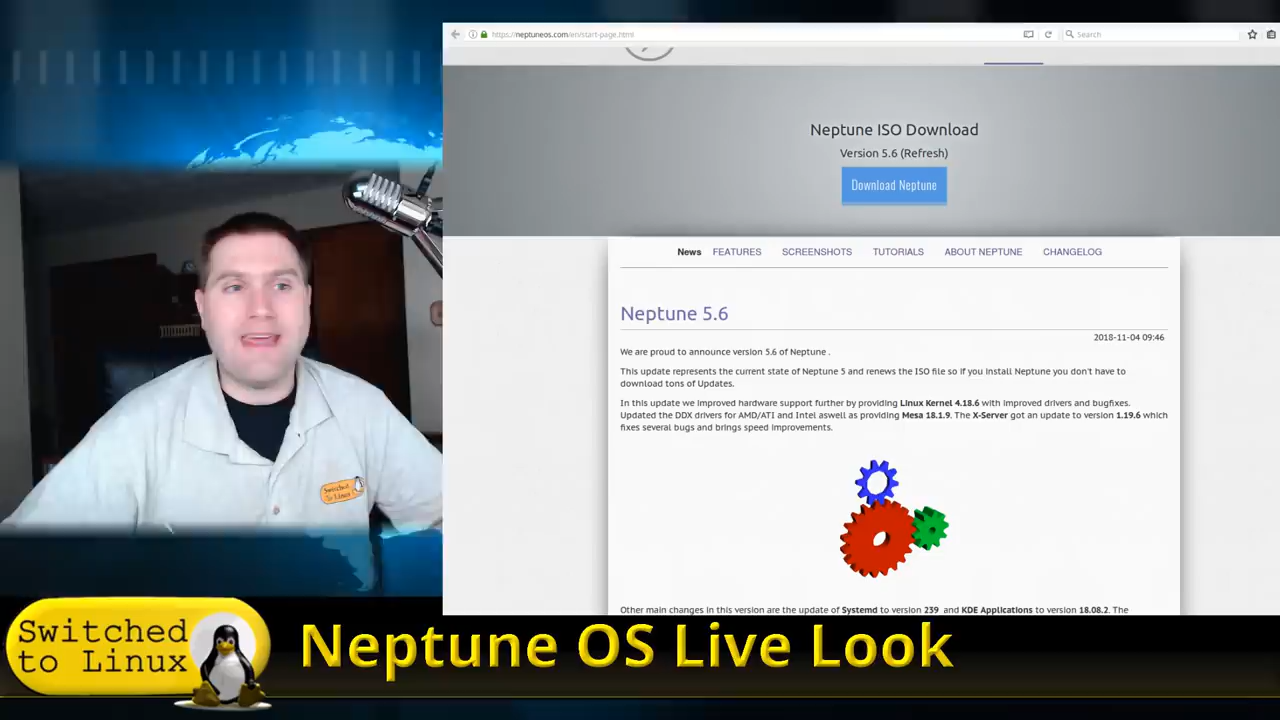 https://neptuneos.com/en/start-page.html
Search
Neptune ISO Download
Version 5.6 (Refresh)
Download Neptune
News FEATURES SCREENSHOTS TUTORIALS ABOUT NEPTUNE CHANGELOG
Neptune 5.6
2018-11-04 09:46
We are proud to announce version 5.6 of Neptune .
This update represents the current state of Neptune 5 and renews the ISO file so if you install Neptune you don't have to
download tons of Updates.
In this update we improved hardware support further by providing Linux Kernel 4.18.6 with improved drivers and bugfixes.
Updated the DDX drivers for AMD/ATI and Intel aswell as providing Mesa 18.1.9. The X-Server got an update to version 1.19.6 which
fixes several bugs and brings speed improvements.
Other main changes in this version are the update of Systemd to version 239 and KDE Applications to version 18.08.2. The
Switched
To Linux
Switched
to Linux
Neptune OS Live Look